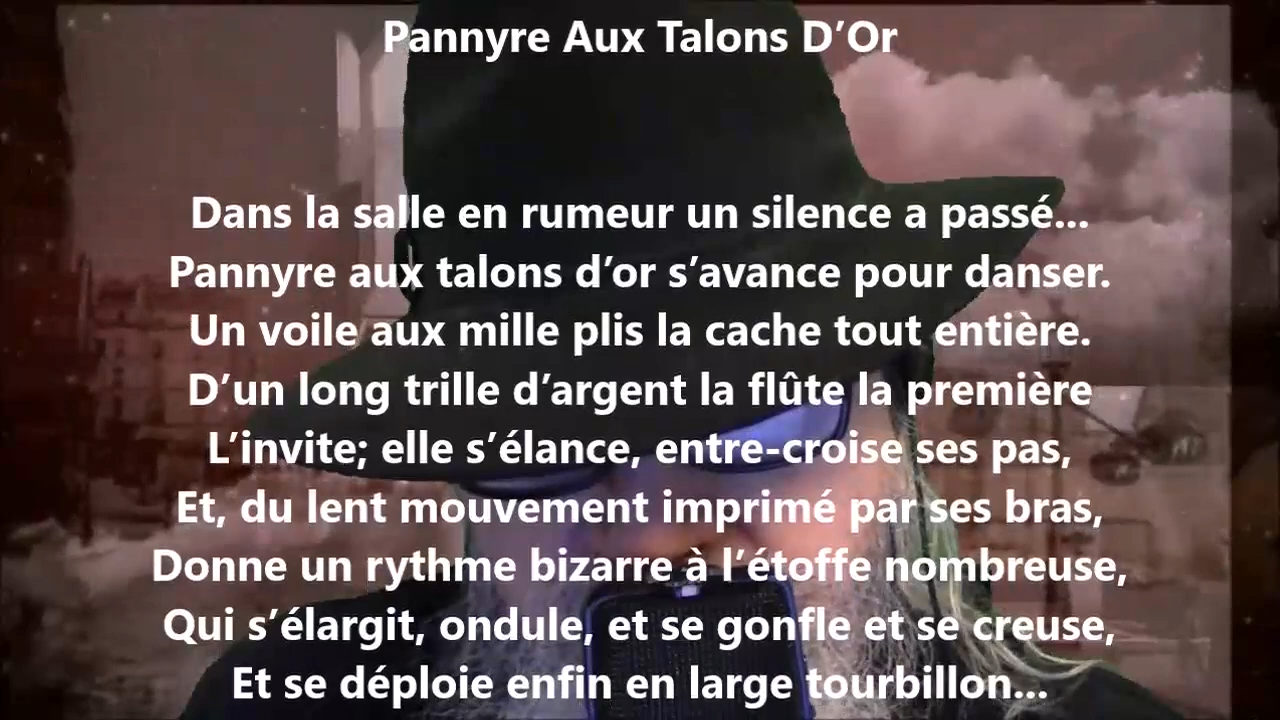 Pannyre Aux Talons D’Or
Dans la salle en rumeur un silence a passé...
Pannyre aux talons d’or s’avance pour danser.
Un voile aux mille plis la cache tout entière.
D’un long trille d’argent la flûte la première
L’invite; elle s’élance, entre-croise ses pas,
Et, du lent mouvement imprimé par ses bras,
Donne un rythme bizarre à l’étoffe nombreuse,
Qui s’élargit, ondule, et se gonfle et se creuse,
Et se déploie enfin en large tourbillon...